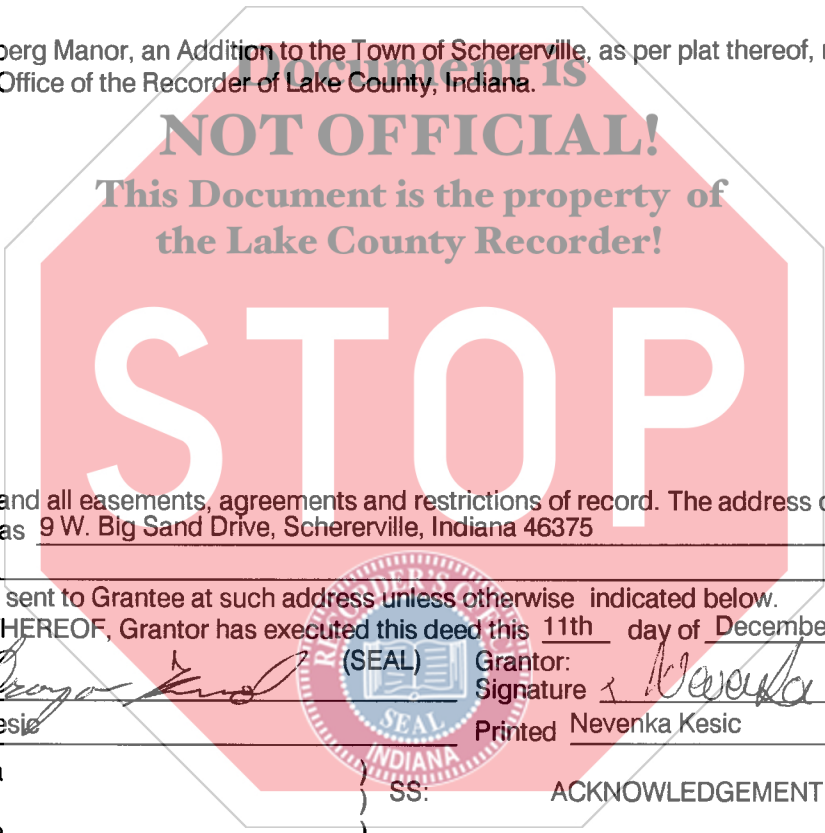 berg Manor, an Addition to the Town of Schererville, as per plat thereof,
Office of the Recorder of Lake County, Indiana.
Document is
NOT OFFICIAL!
This Document is the property of
the Lake County Recorder!
STOP
and all easements, agreements and restrictions of record. The address
as 9 W. Big Sand Drive, Schererville, Indiana 46375
sent to Grantee at such address unless otherwise indicated below.
HEREOF, Grantor has executed this deed this 11th day of Decembe
(SEAL) Grantor:
Signature Nevenka
esic Printed Nevenka Kesic
RECORDER'S OFFICE
SEAL
INDIANA
SS: ACKNOWLEDGEMENT